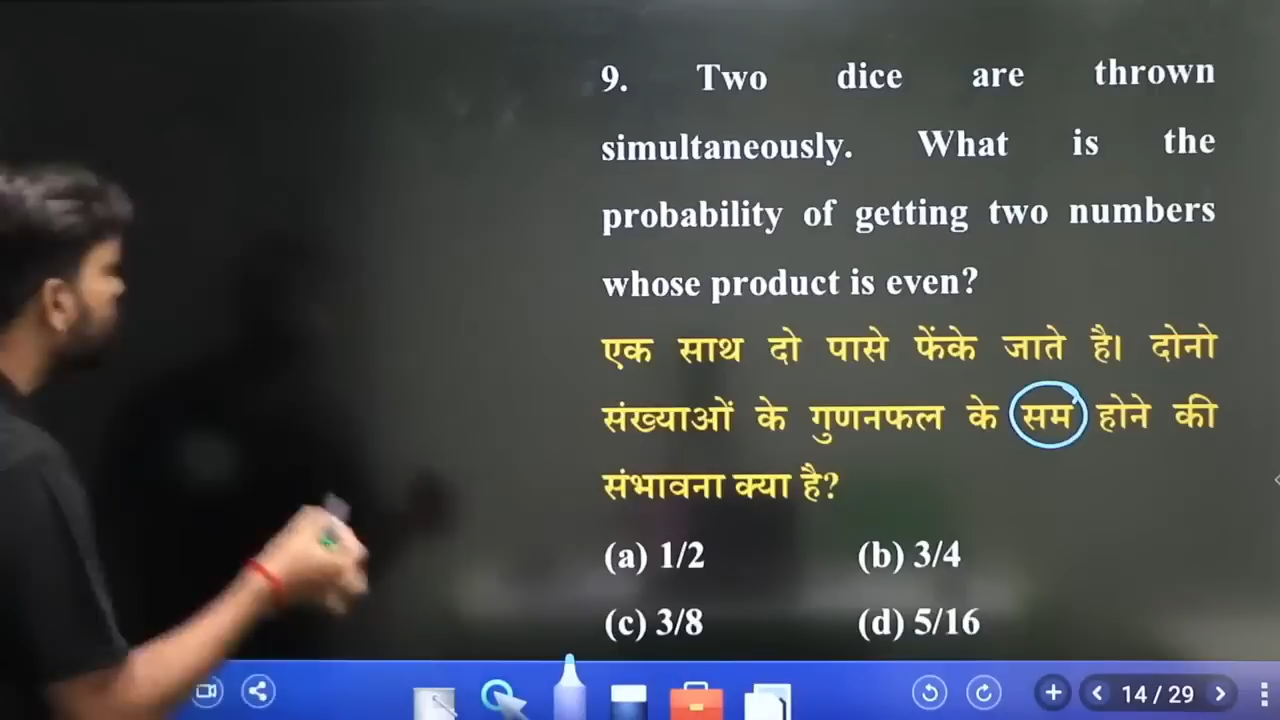 9. Two dice are thrown
simultaneously. What is the
probability of getting two numbers
whose product is even?
एक साथ दो पासे फेंके जाते है। दोनो
संख्याओं के गुणनफल के सम होने की
संभावना क्या है?
(a) 1/2 (b) 3/4
(c) 3/8 (d) 5/16
14 / 29